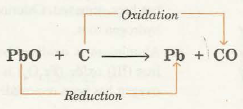 Oxidation
PbO + C ⟶ Pb + CO
Reduction